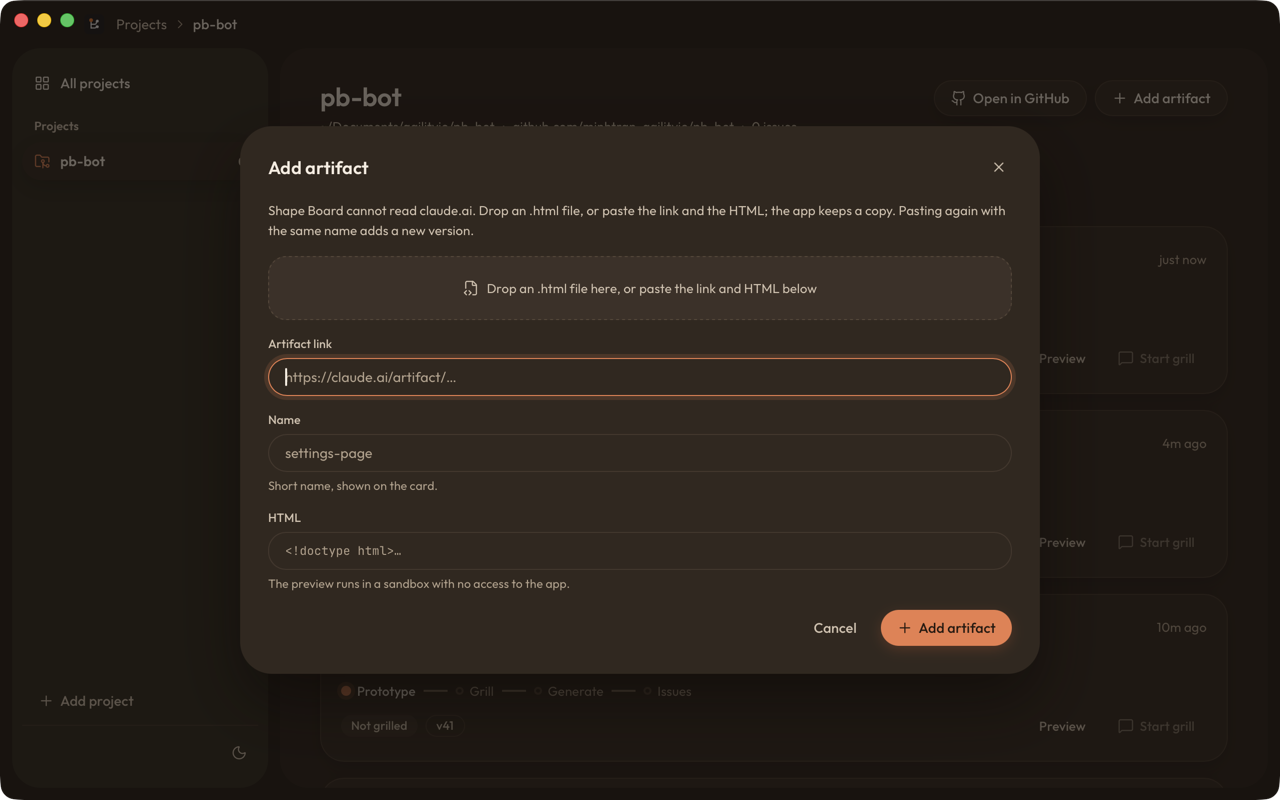 Projects > pb-bot
All projects
Projects
pb-bot
pb-bot
Open in GitHub
+ Add artifact
Add artifact
Shape Board cannot read claude.ai. Drop an .html file, or paste the link and the HTML; the app keeps a copy. Pasting again with
the same name adds a new version.
Drop an .html file here, or paste the link and HTML below
Artifact link
https://claude.ai/artifact/…
Name
settings-page
Short name, shown on the card.
HTML
<!doctype html>…
The preview runs in a sandbox with no access to the app.
Cancel
+ Add artifact
just now
Preview
Start grill
4m ago
Preview
Start grill
10m ago
Prototype
Grill
Generate
Issues
Not grilled
v41
Preview
Start grill
+ Add project